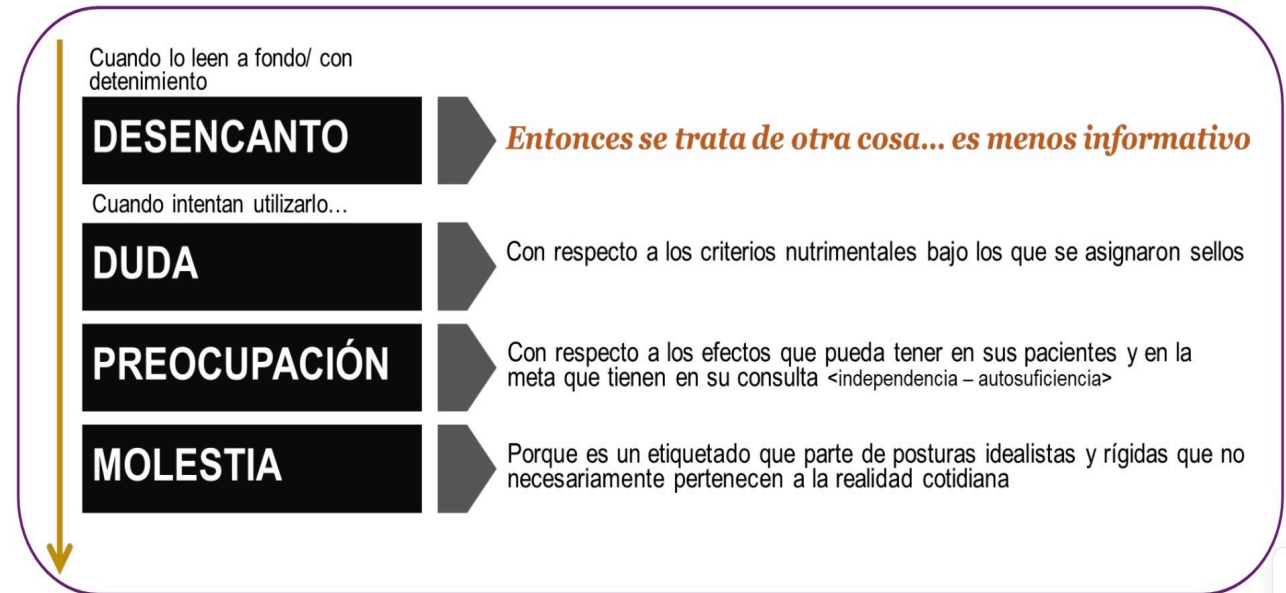 Cuando lo leen a fondo/ con
detenimiento
DESENCANTO
Entonces se trata de otra cosa... es menos informativo
Cuando intentan utilizarlo…
DUDA
Con respecto a los criterios nutrimentales bajo los que se asignaron sellos
PREOCUPACIÓN
Con respecto a los efectos que pueda tener en sus pacientes y en la
meta que tienen en su consulta <independencia – autosuficiencia>
MOLESTIA
Porque es un etiquetado que parte de posturas idealistas y rígidas que no
necesariamente pertenecen a la realidad cotidiana